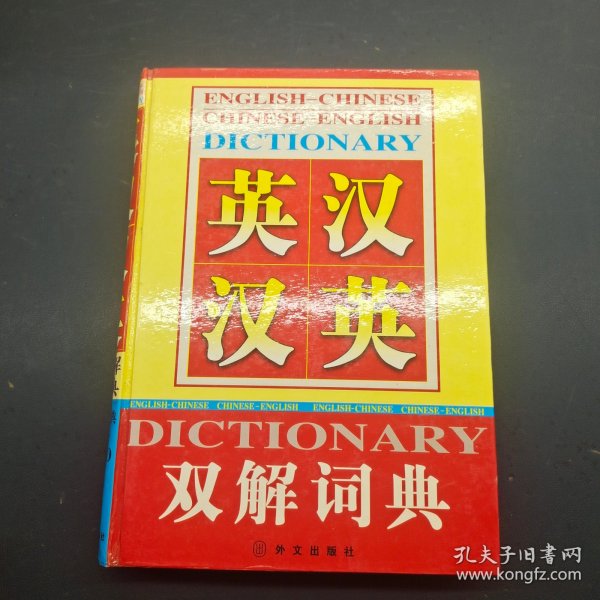 ENGLISH-CHINESE
CHINESE-ENGLISH
DICTIONARY
英汉
汉英
ENGLISH-CHINESE CHINESE-ENGLISH ENGLISH-CHINESE CHINESE-ENGLISH
DICTIONARY
双解词典
外文出版社
孔夫子旧书网
www.kongfz.com